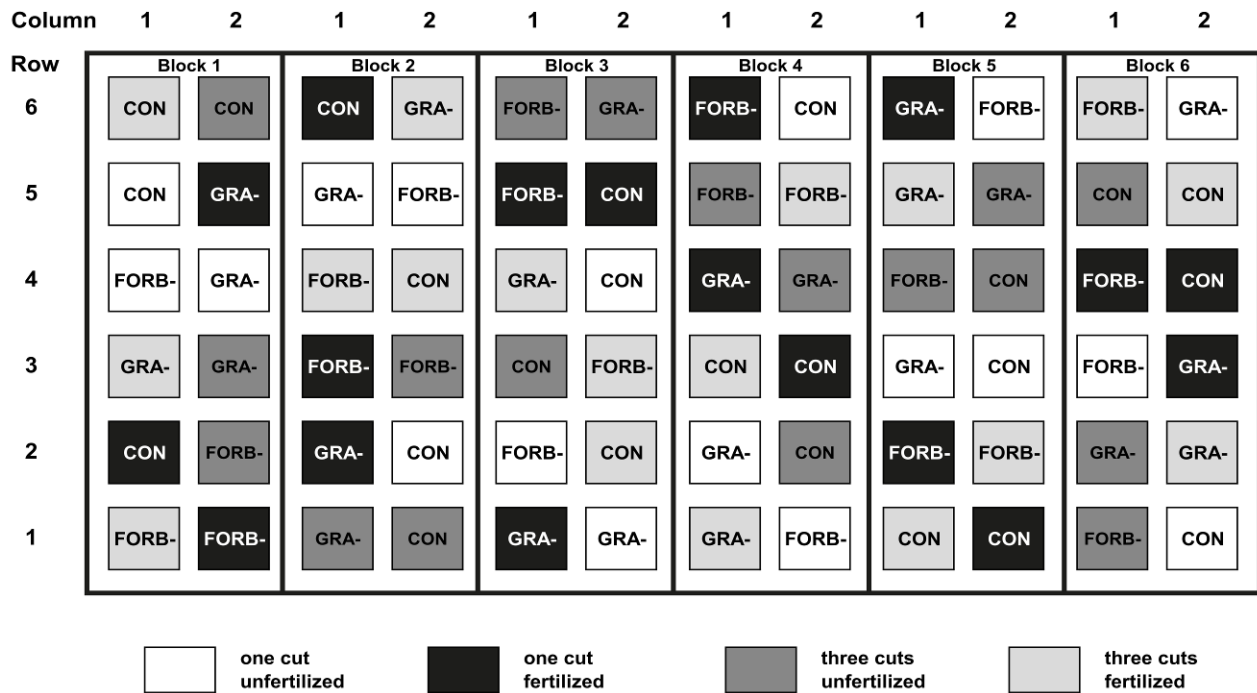 Column 1 2 1 2 1 2 1 2 1 2 1 2
Row Block 1 Block 2 Block 3 Block 4 Block 5 Block 6
6 CON CON CON GRA- FORB- GRA- FORB- CON GRA- FORB- FORB- GRA-
5 CON GRA- GRA- FORB- FORB- CON FORB- FORB- GRA- GRA- CON CON
4 FORB- GRA- FORB- CON GRA- CON GRA- GRA- FORB- CON FORB- CON
3 GRA- GRA- FORB- FORB- CON FORB- CON CON GRA- CON FORB- GRA-
2 CON FORB- GRA- CON FORB- CON GRA- CON FORB- FORB- GRA- GRA-
1 FORB- FORB- GRA- CON GRA- GRA- GRA- FORB- CON CON FORB- CON
one cut one cut three cuts three cuts
unfertilized fertilized unfertilized fertilized